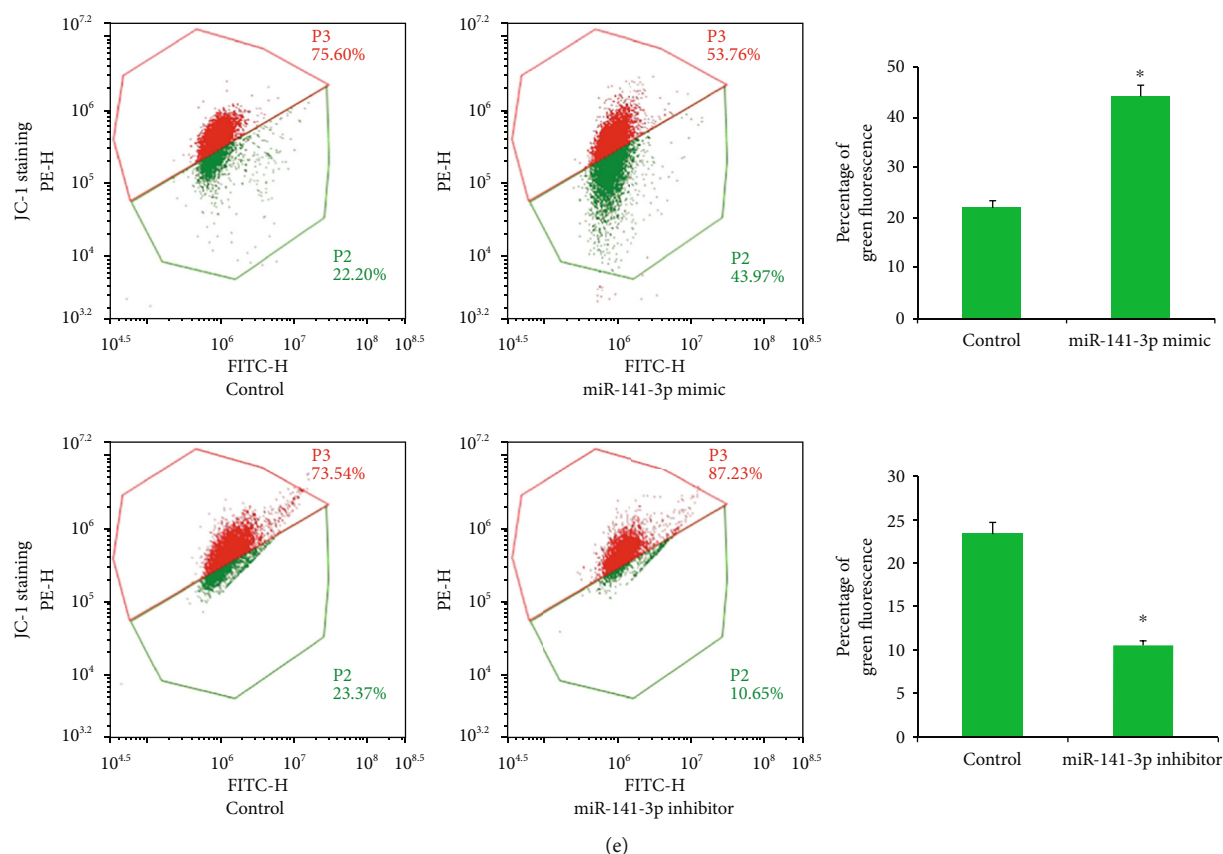 JC-1 staining
PE-H
10^7.2
10^6
10^5
10^4
10^3.2
P3
75.60%
P2
22.20%
10^4.5
10^6
10^7
10^8
10^8.5
FITC-H
Control
PE-H
10^7.2
10^6
10^5
10^4
10^3.2
P3
53.76%
P2
43.97%
10^4.5
10^6
10^7
10^8
10^8.5
FITC-H
miR-141-3p mimic
Percentage of
green fluorescence
50
40
50
20
10
0
*
Control
miR-141-3p mimic
JC-1 staining
PE-H
10^7.2
10^6
10^5
10^4
10^3.2
P3
73.54%
P2
23.37%
10^4.5
10^6
10^7
10^8
10^8.5
FITC-H
Control
PE-H
10^7.2
10^6
10^5
10^4
10^3.2
P3
87.23%
P2
10.65%
10^4.5
10^6
10^7
10^8
10^8.5
FITC-H
miR-141-3p inhibitor
Percentage of
green fluorescence
30
25
20
15
10
5
0
*
Control
miR-141-3p inhibitor
(e)